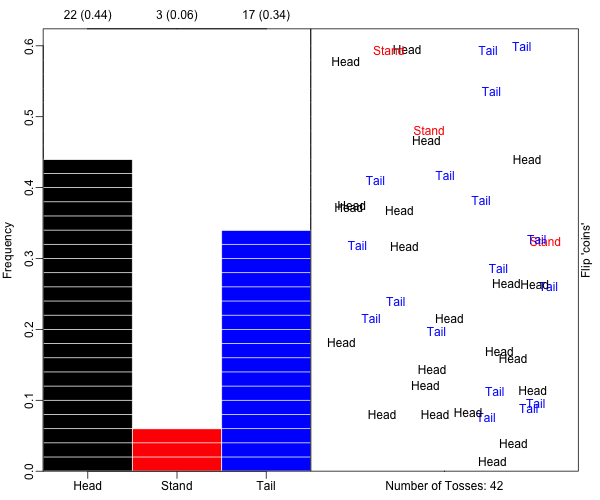 22 (0.44) 3 (0.06) 17 (0.34)
Frequency
0.0 0.1 0.2 0.3 0.4 0.5 0.6
Head Stand Tail
Stand Head Tail Tail
Head
Tail
Stand
Head
Head
Tail
Tail
Tail
Head Head Head
Tail Stand
Tail Head
Tail
Head Head Tail
Tail
Tail Head
Tail
Head
Head
Head
Head
Head
Tail Head
Tail
Tail
Head Head Head Tail
Head
Head
Flip 'coins'
Number of Tosses: 42